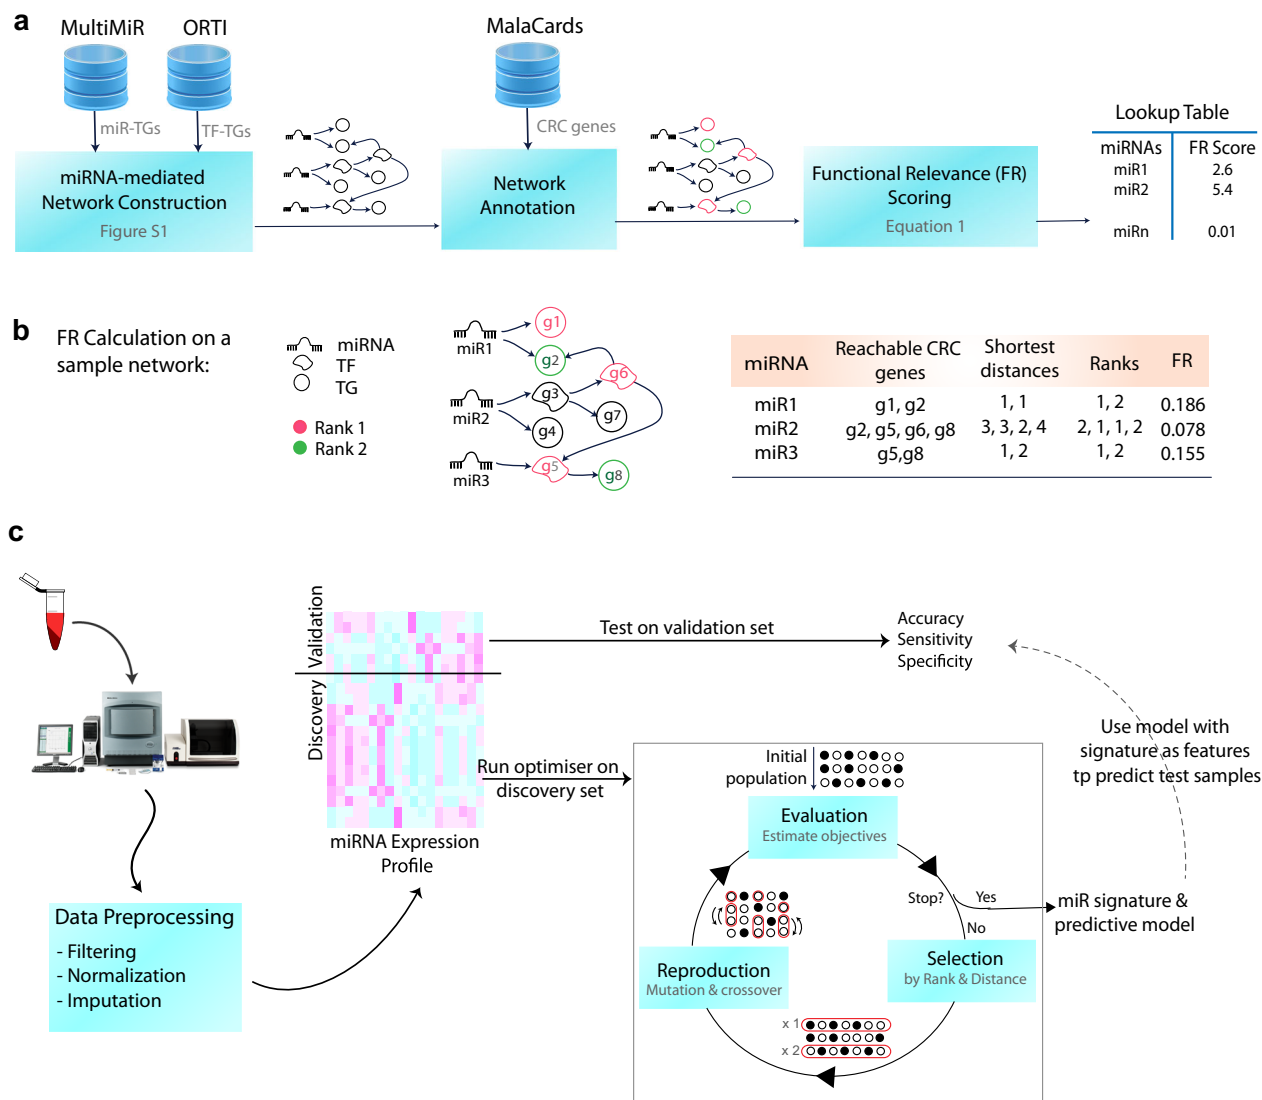 a
MultiMiR
ORTI
MalaCards
miR-TGs
TF-TGs
CRC genes
miRNA-mediated
Network Construction
Figure S1
Network
Annotation
Functional Relevance (FR)
Scoring
Equation 1
Lookup Table
miRNAs FR Score
miR1 2.6
miR2 5.4
miRn 0.01
b
FR Calculation on a
sample network:
miRNA
TF
TG
Rank 1
Rank 2
miR1
miR2
miR3
g1
g2
g6
g3
g7
g4
g5
g8
miRNA Reachable CRC genes Shortest distances Ranks FR
miR1 g1, g2 1, 1 1, 2 0.186
miR2 g2, g5, g6, g8 3, 3, 2, 4 2, 1, 1, 2 0.078
miR3 g5,g8 1, 2 1, 2 0.155
c
Validation
Discovery
miRNA Expression
Profile
Test on validation set
Accuracy
Sensitivity
Specificity
Run optimiser on
discovery set
Use model with
signature as features
tp predict test samples
Initial
population
Evaluation
Estimate objectives
Stop?
Yes
No
miR signature &
predictive model
Selection
by Rank & Distance
x 1
x 2
Reproduction
Mutation & crossover
Data Preprocessing
- Filtering
- Normalization
- Imputation